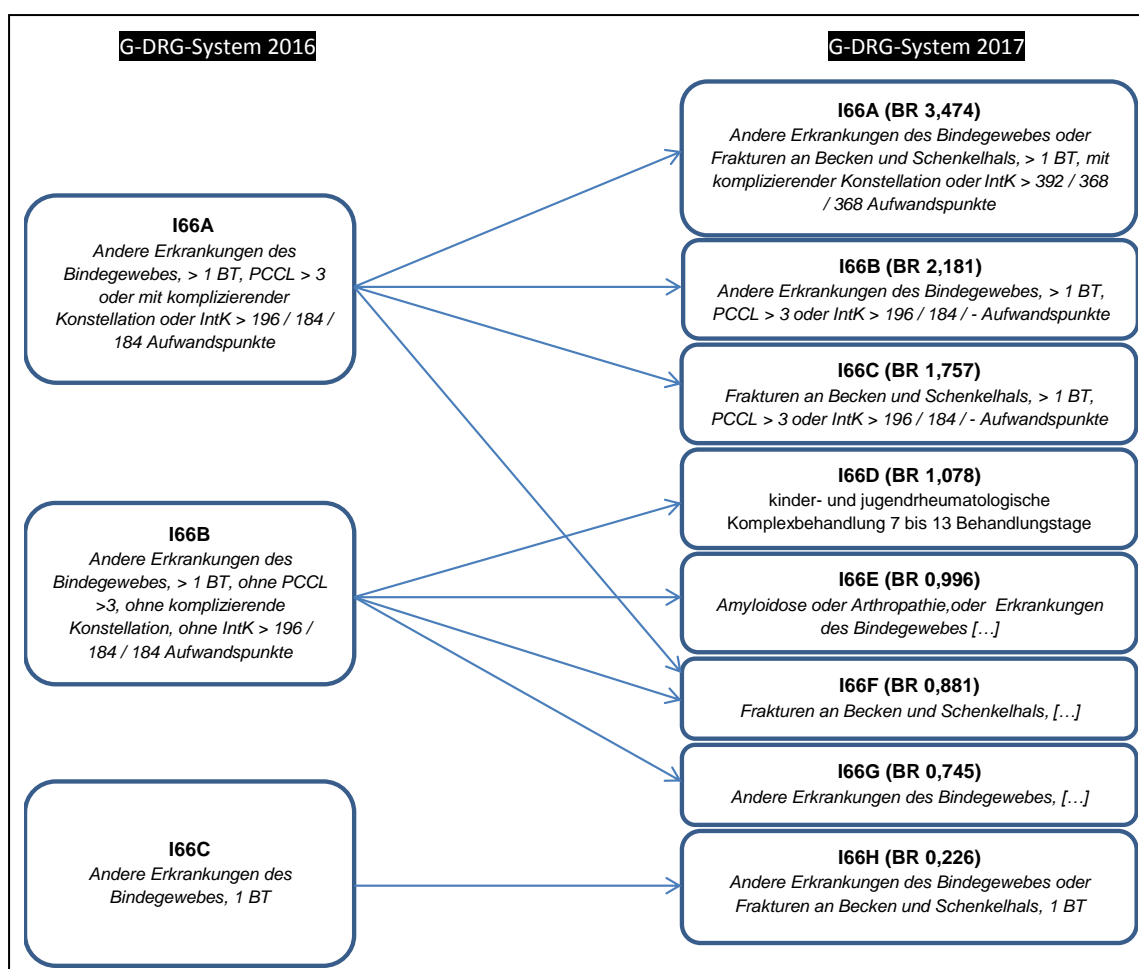 G-DRG-System 2016
G-DRG-System 2017
I66A
Andere Erkrankungen des
Bindegewebes, > 1 BT, PCCL > 3
oder mit komplizierender
Konstellation oder IntK > 196 / 184 /
184 Aufwandspunkte
I66B
Andere Erkrankungen des
Bindegewebes, > 1 BT, ohne PCCL
>3, ohne komplizierende
Konstellation, ohne IntK > 196 /
184 / 184 Aufwandspunkte
I66C
Andere Erkrankungen des
Bindegewebes, 1 BT
I66A (BR 3,474)
Andere Erkrankungen des Bindegewebes oder
Frakturen an Becken und Schenkelhals, > 1 BT, mit
komplizierender Konstellation oder IntK > 392 / 368
/ 368 Aufwandspunkte
I66B (BR 2,181)
Andere Erkrankungen des Bindegewebes, > 1 BT,
PCCL > 3 oder IntK > 196 / 184 / - Aufwandspunkte
I66C (BR 1,757)
Frakturen an Becken und Schenkelhals, > 1 BT,
PCCL > 3 oder IntK > 196 / 184 / - Aufwandspunkte
I66D (BR 1,078)
kinder- und jugendrheumatologische
Komplexbehandlung 7 bis 13 Behandlungstage
I66E (BR 0,996)
Amyloidose oder Arthropathie,oder Erkrankungen
des Bindegewebes [...]
I66F (BR 0,881)
Frakturen an Becken und Schenkelhals, [...]
I66G (BR 0,745)
Andere Erkrankungen des Bindegewebes, [...]
I66H (BR 0,226)
Andere Erkrankungen des Bindegewebes oder
Frakturen an Becken und Schenkelhals, 1 BT